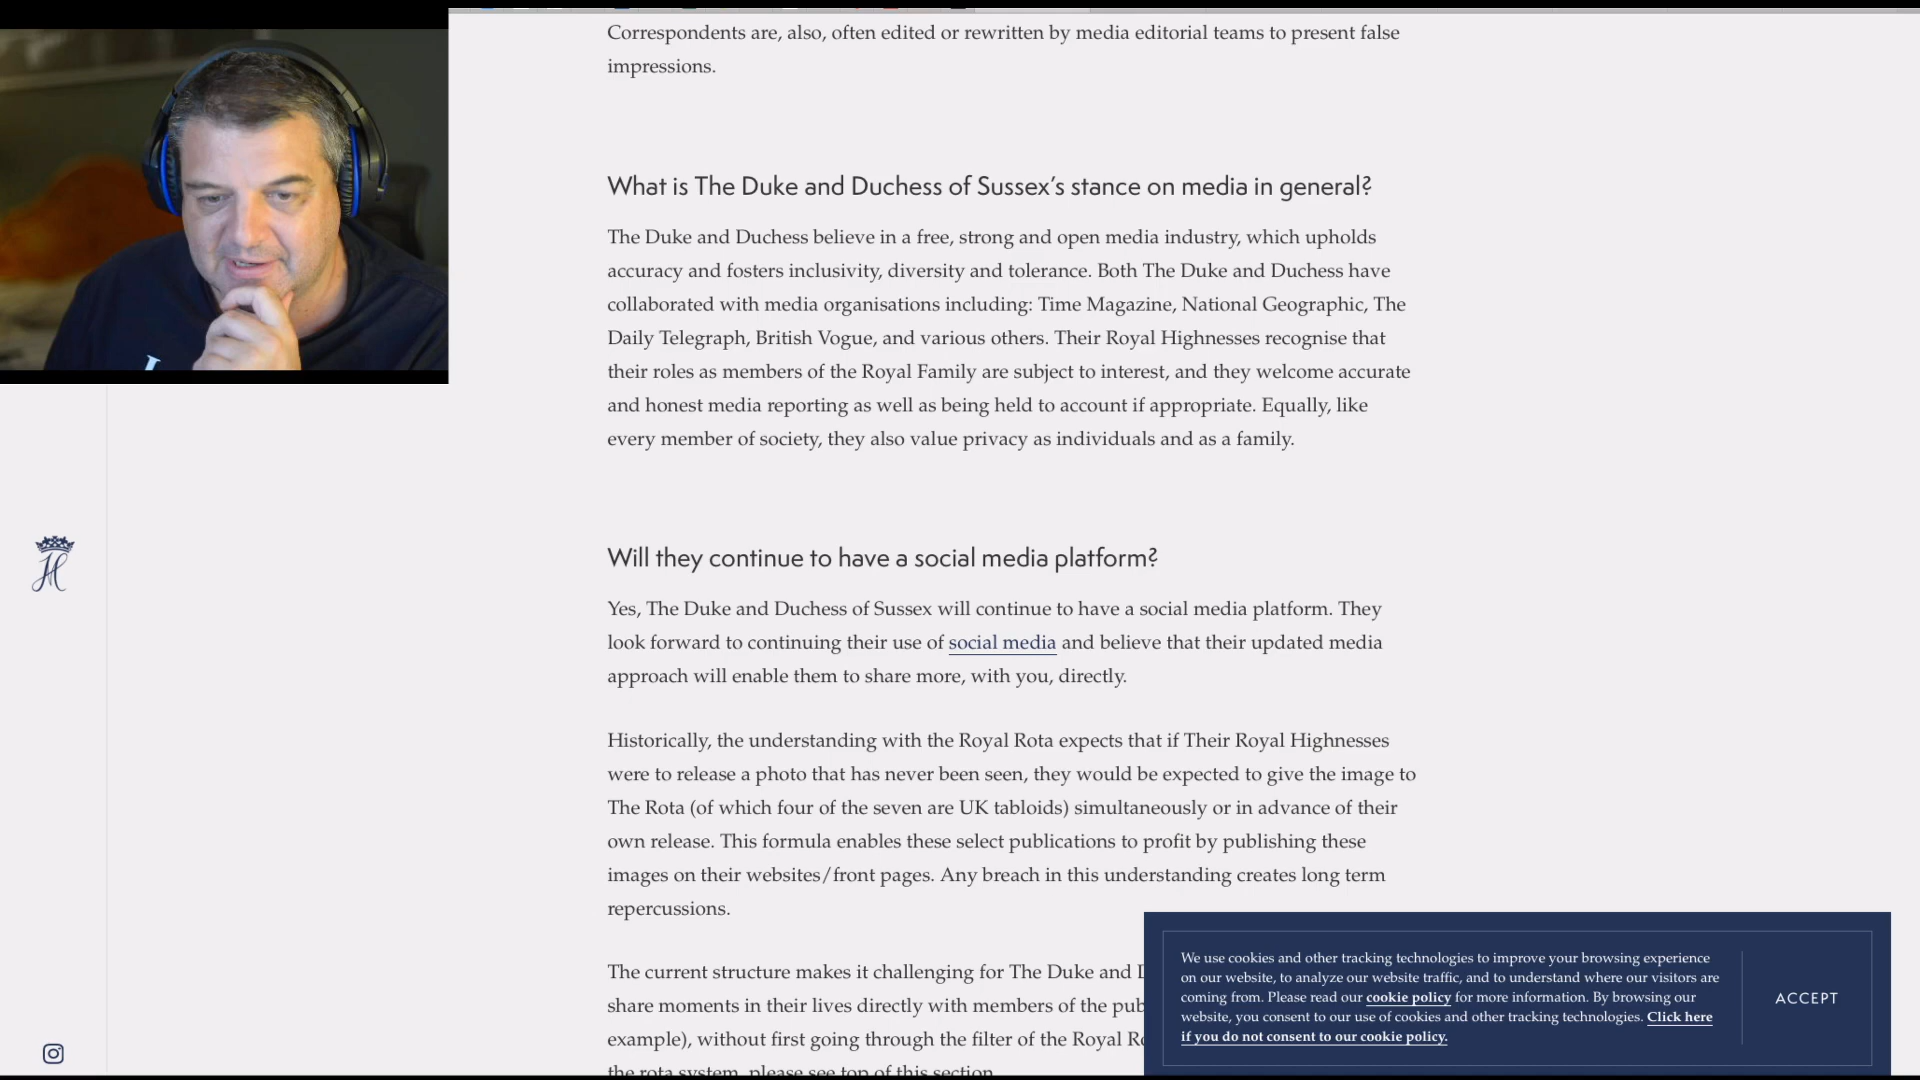 Correspondents are, also, often edited or rewritten by media editorial teams to present false
impressions.
What is The Duke and Duchess of Sussex’s stance on media in general?
The Duke and Duchess believe in a free, strong and open media industry, which upholds
accuracy and fosters inclusivity, diversity and tolerance. Both The Duke and Duchess have
collaborated with media organisations including: Time Magazine, National Geographic, The
Daily Telegraph, British Vogue, and various others. Their Royal Highnesses recognise that
their roles as members of the Royal Family are subject to interest, and they welcome accurate
and honest media reporting as well as being held to account if appropriate. Equally, like
every member of society, they also value privacy as individuals and as a family.
Will they continue to have a social media platform?
Yes, The Duke and Duchess of Sussex will continue to have a social media platform. They
look forward to continuing their use of social media and believe that their updated media
approach will enable them to share more, with you, directly.
Historically, the understanding with the Royal Rota expects that if Their Royal Highnesses
were to release a photo that has never been seen, they would be expected to give the image to
The Rota (of which four of the seven are UK tabloids) simultaneously or in advance of their
own release. This formula enables these select publications to profit by publishing these
images on their websites/front pages. Any breach in this understanding creates long term
repercussions.
The current structure makes it challenging for The Duke and
share moments in their lives directly with members of the
example), without first going through the filter of the Royal
the rota system, please see top of this section.
We use cookies and other tracking technologies to improve your browsing experience
on our website, to analyze our website traffic, and to understand where our visitors are
coming from. Please read our cookie policy for more information. By browsing our
website, you consent to our use of cookies and other tracking technologies. Click here
if you do not consent to our cookie policy.
ACCEPT